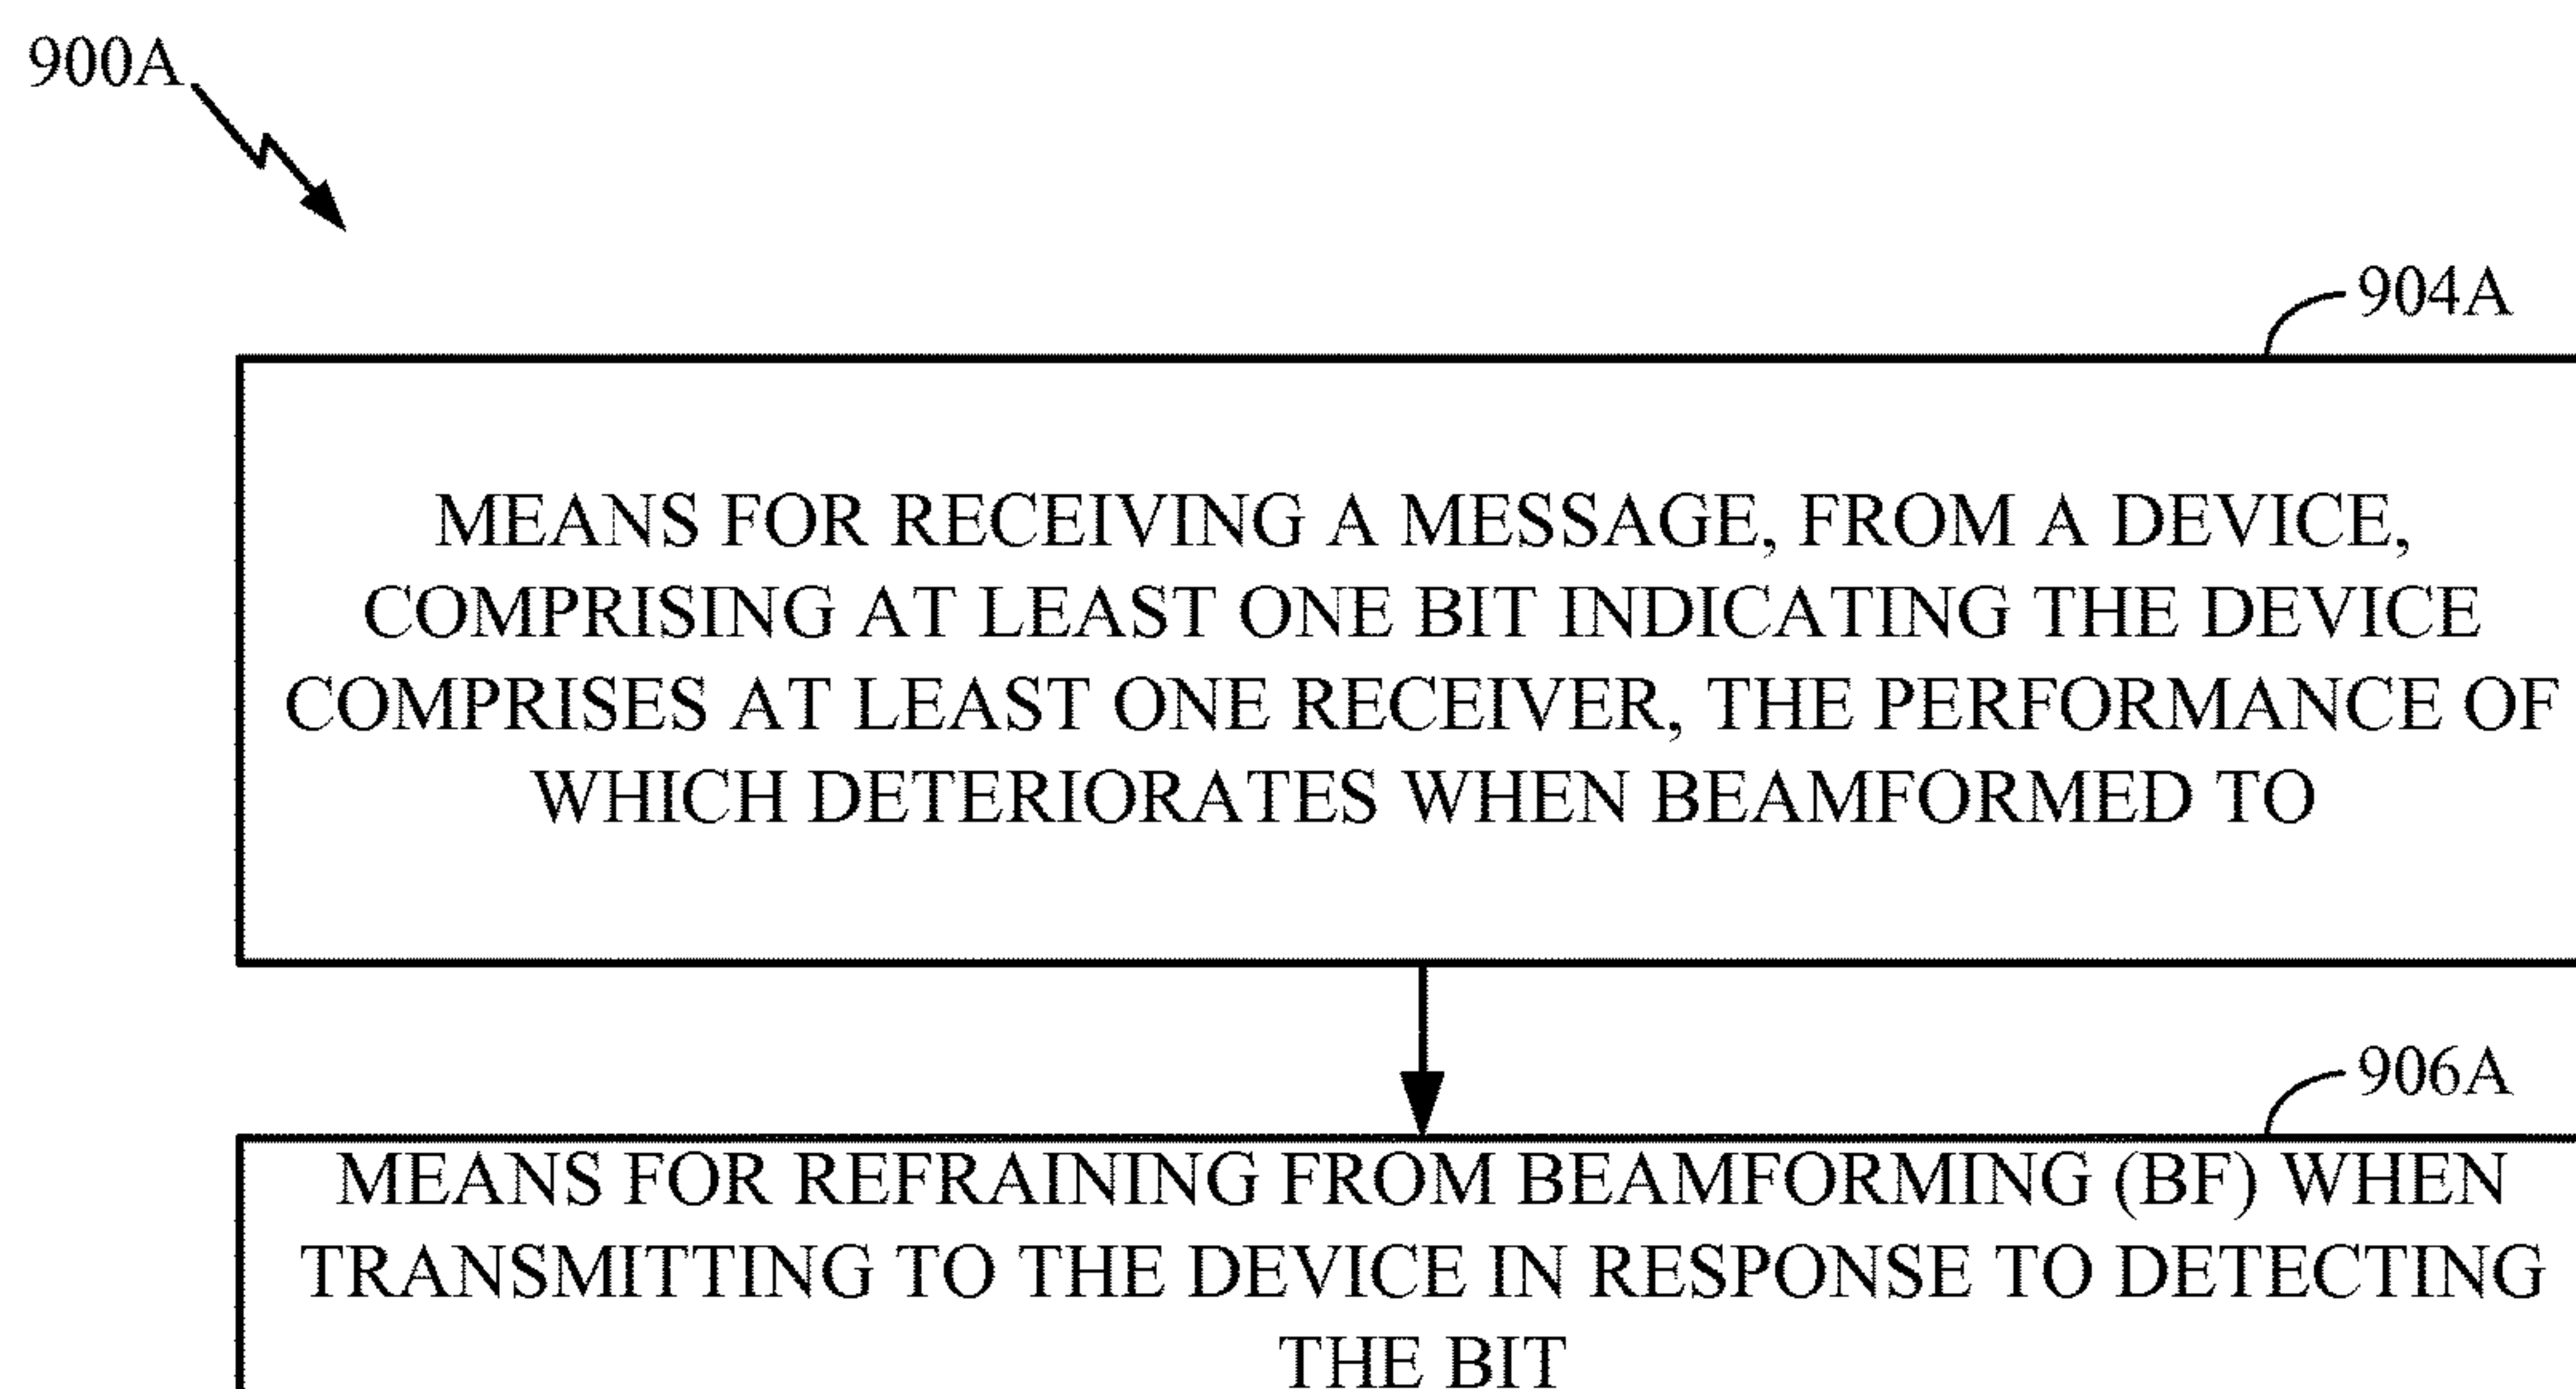 900A
904A
MEANS FOR RECEIVING A MESSAGE, FROM A DEVICE,
COMPRISING AT LEAST ONE BIT INDICATING THE DEVICE
COMPRISES AT LEAST ONE RECEIVER, THE PERFORMANCE OF
WHICH DETERIORATES WHEN BEAMFORMED TO
906A
MEANS FOR REFRAINING FROM BEAMFORMING (BF) WHEN
TRANSMITTING TO THE DEVICE IN RESPONSE TO DETECTING
THE BIT